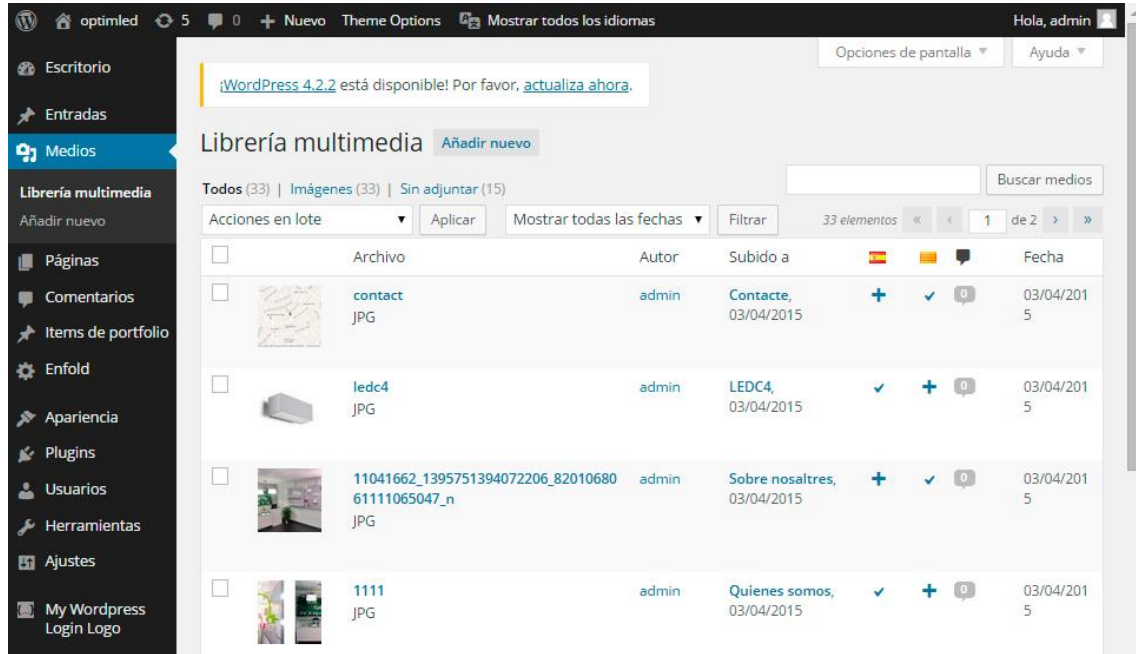 optimled 5 0 + Nuevo Theme Options Mostrar todos los idiomas Hola, admin
Opciones de pantalla Ayuda
Escritorio
Entradas
Medios
Librería multimedia
Añadir nuevo
Páginas
Comentarios
Items de portfolio
Enfold
Apariencia
Plugins
Usuarios
Herramientas
Ajustes
My Wordpress
Login Logo
¡WordPress 4.2.2 está disponible! Por favor, actualiza ahora.
Librería multimedia Añadir nuevo
Todos (33) | Imágenes (33) | Sin adjuntar (15)
Buscar medios
Acciones en lote Aplicar Mostrar todas las fechas Filtrar 33 elementos « ‹ 1 de 2 › »
Archivo Autor Subido a Fecha
contact admin Contacte, 0 03/04/201
JPG 03/04/2015 5
ledc4 admin LEDC4, 0 03/04/201
JPG 03/04/2015 5
11041662_1395751394072206_82010680 admin Sobre nosaltres, 0 03/04/201
61111065047_n 03/04/2015 5
JPG
1111 admin Quienes somos, 0 03/04/201
JPG 03/04/2015 5